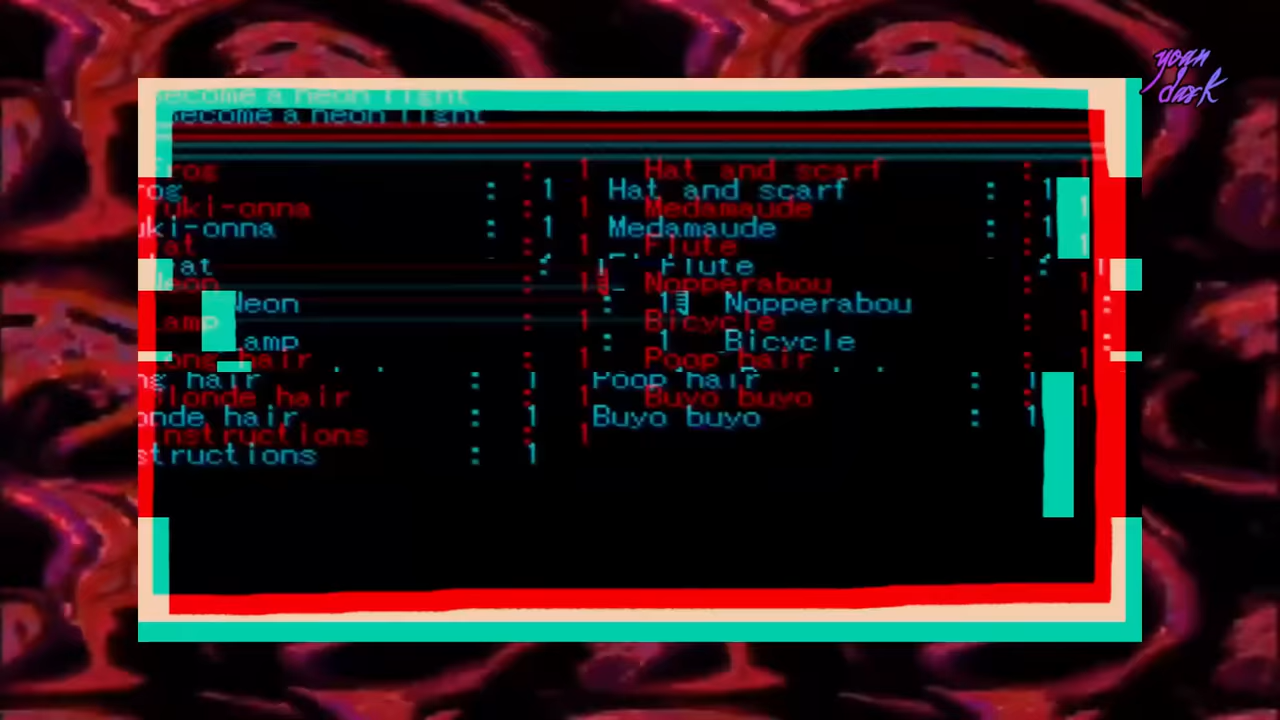 become a neon light
Frog : 1 Hat and scarf : 1
Yuki-onna : 1 Medamaude : 1
Hat : 1 Flute : 1
Neon : 1 Nopperabou : 1
Lamp : 1 Bicycle : 1
Long hair : 1 Poop hair : 1
Blonde hair : 1 Buyo buyo : 1
Instructions : 1
yoan
dark